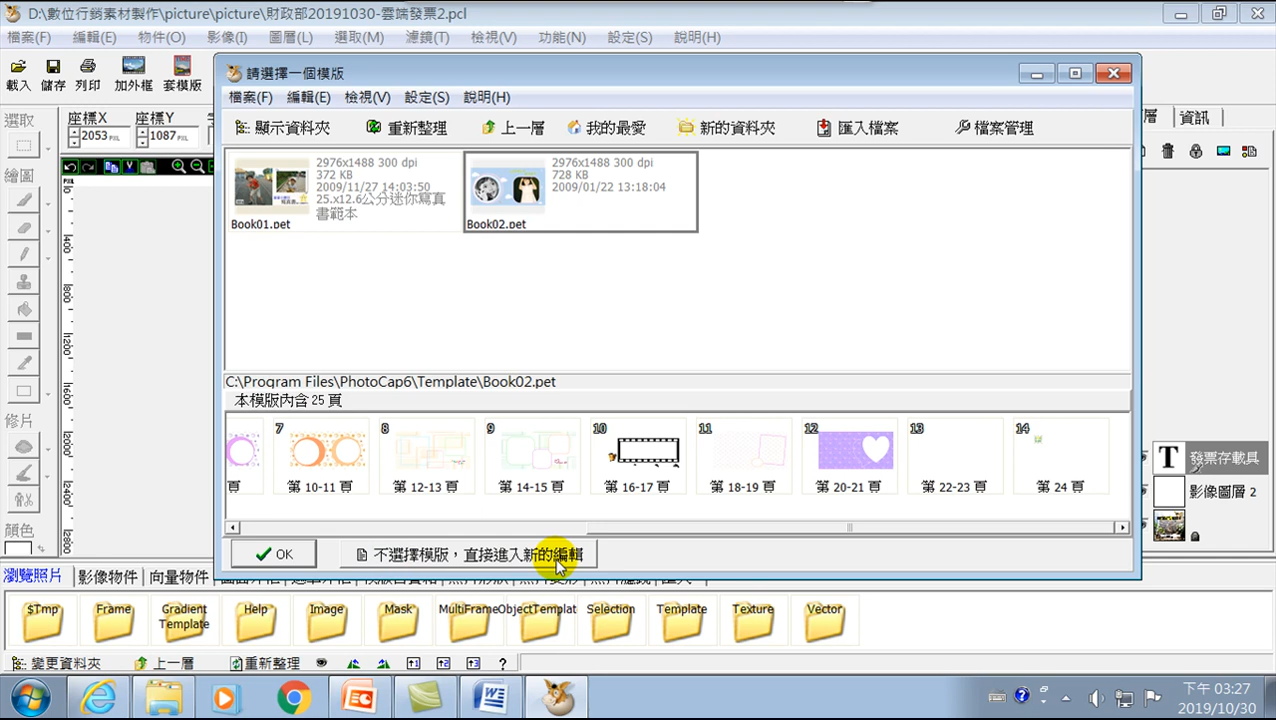 D:\數位行銷素材製作\picture\picture\財政部20191030-雲端發票2.pcl
檔案(F) 編輯(E) 物件(O) 影像(I) 圖層(L) 選取(M) 濾鏡(T) 檢視(V) 功能(N) 設定(S) 說明(H)
載入 儲存 列印 加外框 套模版
請選擇一個模版
檔案(F) 編輯(E) 檢視(V) 設定(S) 說明(H)
顯示資料夾 重新整理 上一層 我的最愛 新的資料夾 匯入檔案 檔案管理
選取
座標X 座標Y
2053 PIX 1087 PIX
層 資訊
繪圖
2976x1488 300 dpi
372 KB
2009/11/27 14:03:50
25.x12.6公分迷你寫真
書範本
Book01.pet
2976x1488 300 dpi
728 KB
2009/01/22 13:18:04
Book02.pet
C:\Program Files\PhotoCap6\Template\Book02.pet
本模版內含 25 頁
7 8 9 10 11 12 13 14
頁 第 10-11 頁 第 12-13 頁 第 14-15 頁 第 16-17 頁 第 18-19 頁 第 20-21 頁 第 22-23 頁 第 24 頁
OK 不選擇模版，直接進入新的編輯
修片
顏色
T 發票存載具
影像圖層 2
瀏覽照片 影像物件 向量物件
$Tmp Frame Gradient Template Help Image Mask MultiFrame ObjectTemplat Selection Template Texture Vector
變更資料夾 上一層 重新整理 ?
下午 03:27
2019/10/30